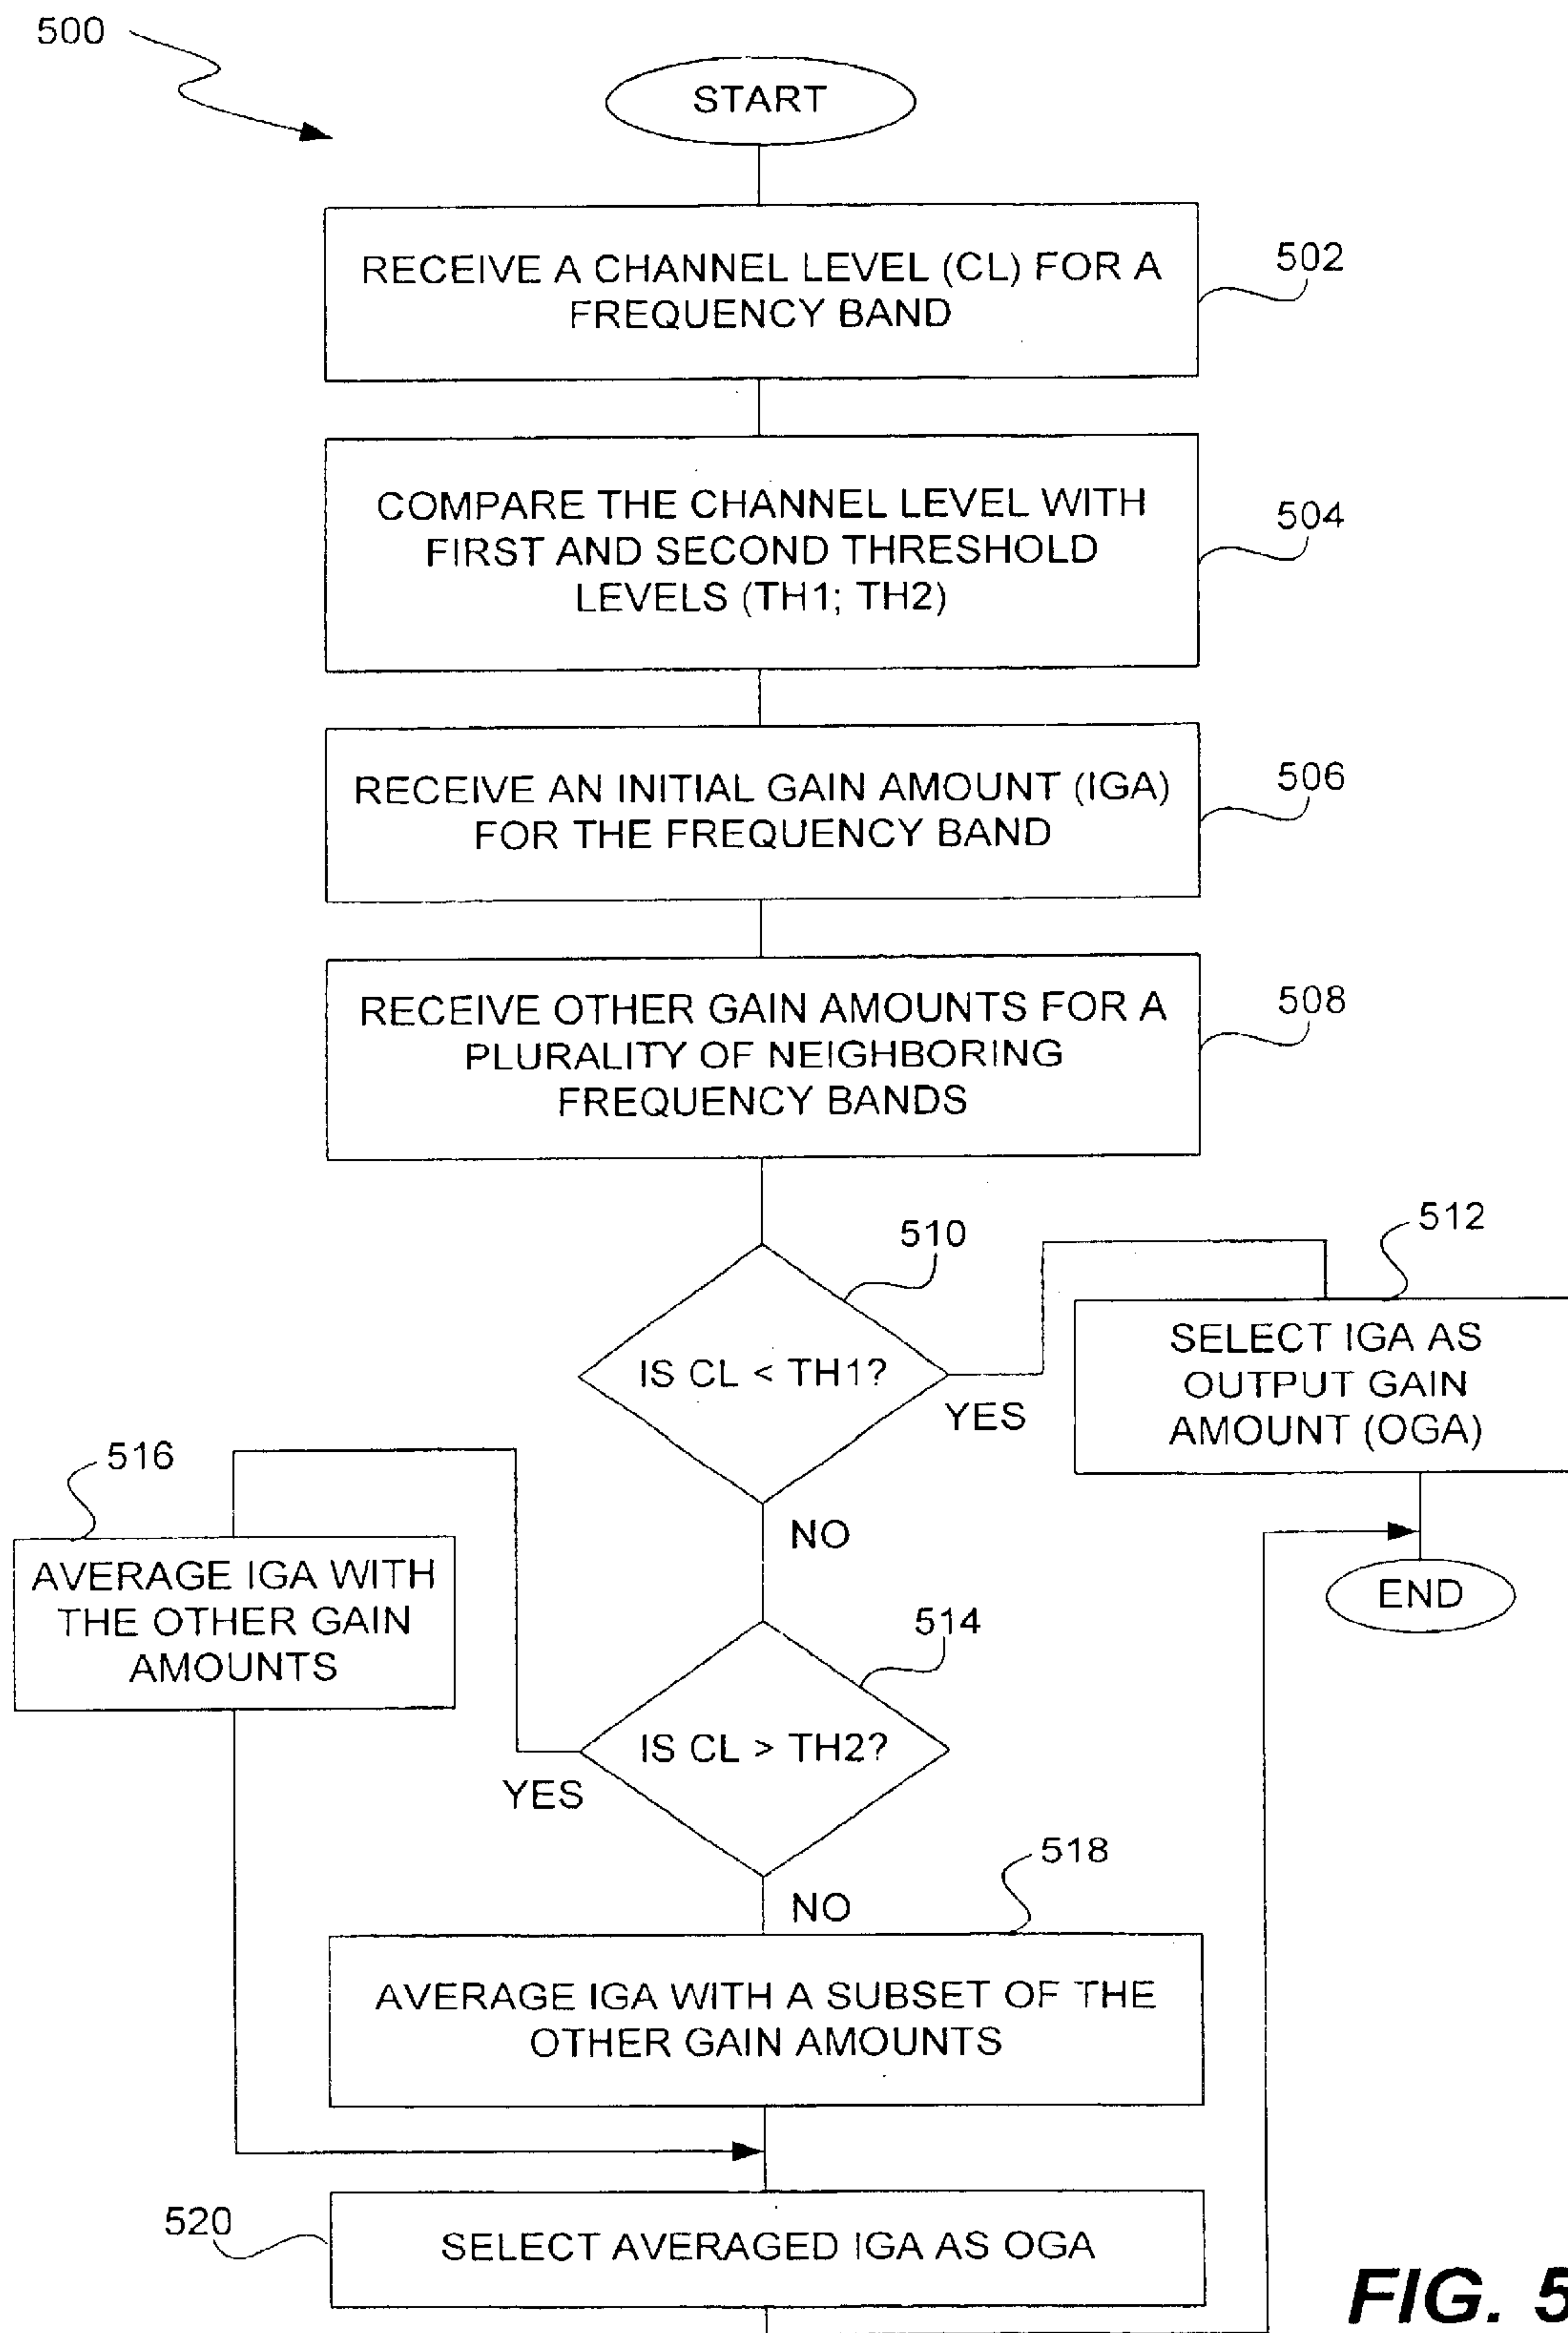 500
START
RECEIVE A CHANNEL LEVEL (CL) FOR A
FREQUENCY BAND
502
COMPARE THE CHANNEL LEVEL WITH
FIRST AND SECOND THRESHOLD
LEVELS (TH1; TH2)
504
RECEIVE AN INITIAL GAIN AMOUNT (IGA)
FOR THE FREQUENCY BAND
506
RECEIVE OTHER GAIN AMOUNTS FOR A
PLURALITY OF NEIGHBORING
FREQUENCY BANDS
508
510
IS CL < TH1?
YES
NO
512
SELECT IGA AS
OUTPUT GAIN
AMOUNT (OGA)
END
514
IS CL > TH2?
YES
NO
516
AVERAGE IGA WITH
THE OTHER GAIN
AMOUNTS
518
AVERAGE IGA WITH A SUBSET OF THE
OTHER GAIN AMOUNTS
520
SELECT AVERAGED IGA AS OGA
FIG. 5